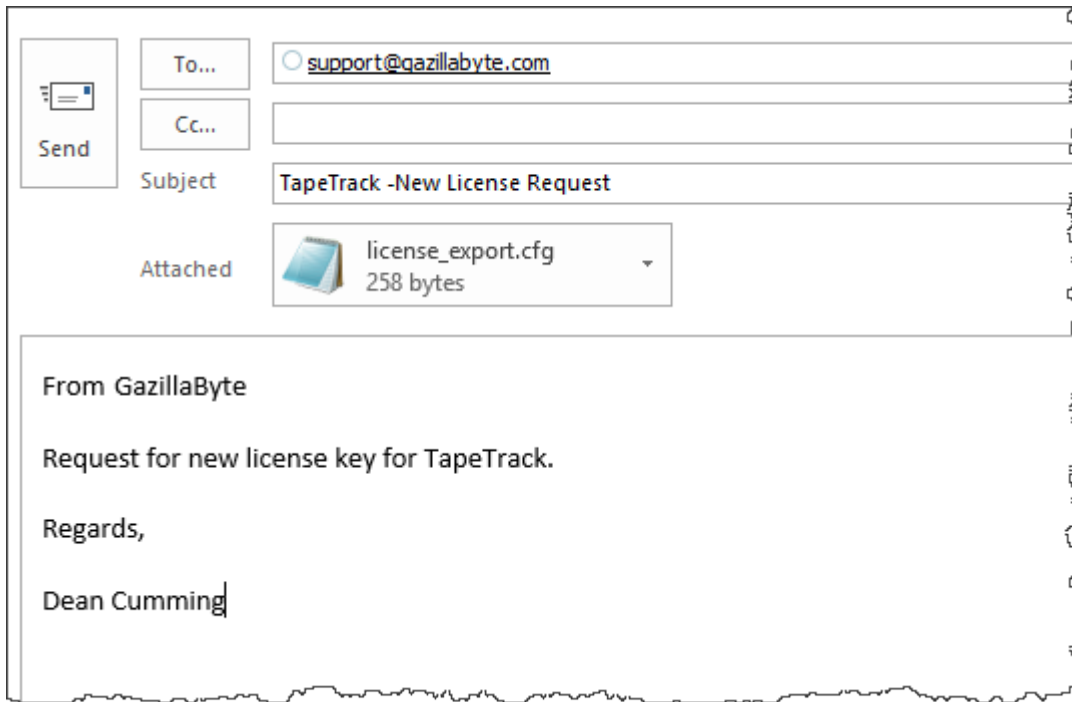 To...
support@gazillabyte.com
Cc...
Send
Subject
TapeTrack -New License Request
Attached
license_export.cfg
258 bytes
From GazillaByte
Request for new license key for TapeTrack.
Regards,
Dean Cumming